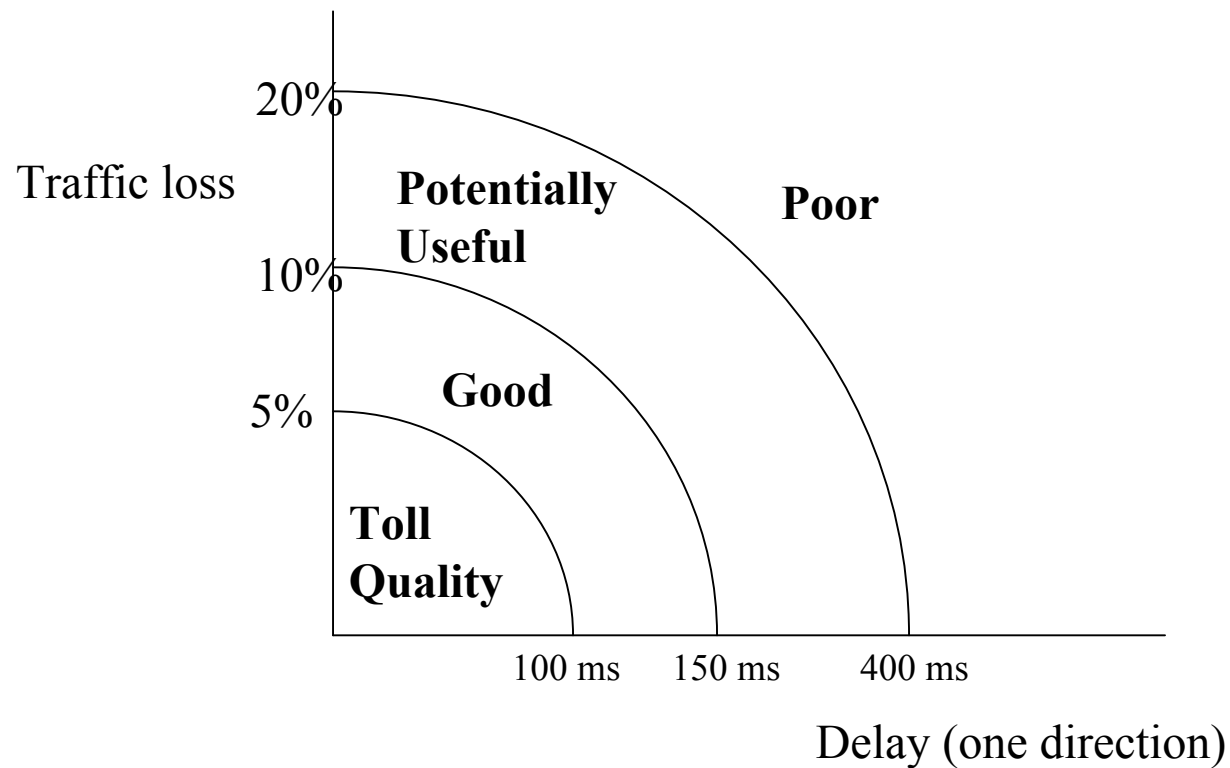 20%
Traffic loss
Potentially
Useful
Poor
10%
Good
5%
Toll
Quality
100 ms
150 ms
400 ms
Delay (one direction)